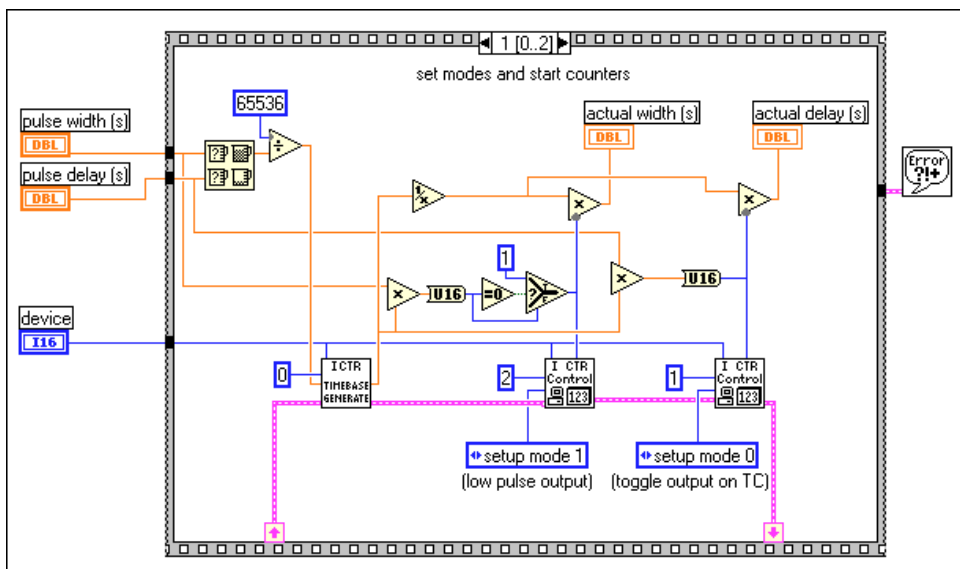 1 [0..2]
set modes and start counters
65536
pulse width (s)
DBL
pulse delay (s)
DBL
÷
actual width (s)
DBL
actual delay (s)
DBL
Error
?!+
1/x
x
x
1
x
U16
=0
?
x
U16
device
I16
0
I CTR
TIMEBASE
GENERATE
2
I CTR
Control
123
1
I CTR
Control
123
setup mode 1
(low pulse output)
setup mode 0
(toggle output on TC)